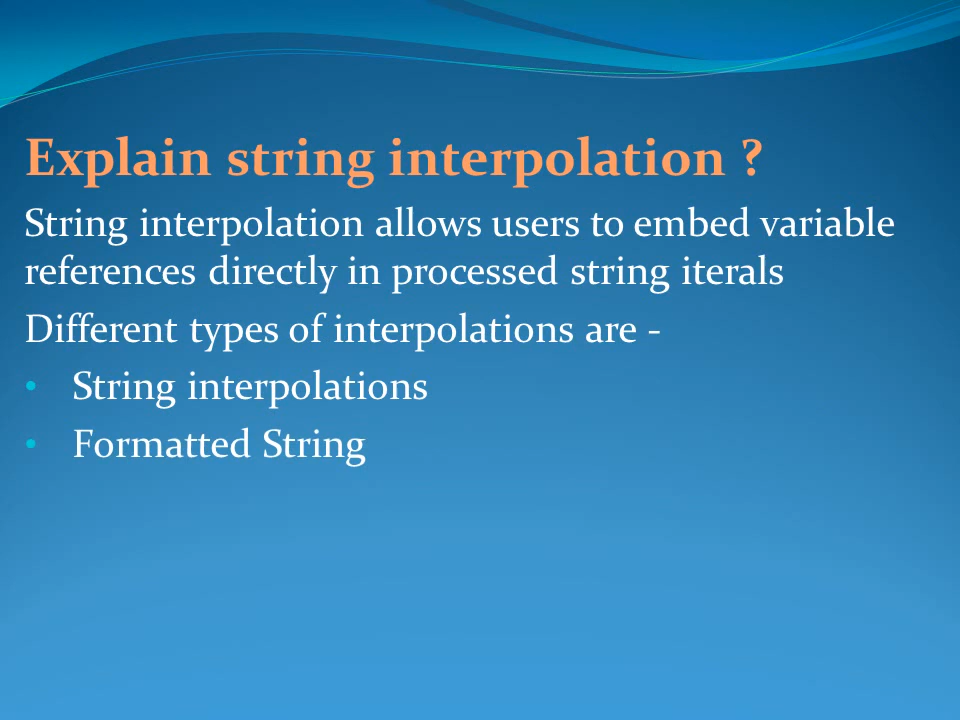 Explain string interpolation ?
String interpolation allows users to embed variable
references directly in processed string iterals
Different types of interpolations are -
• String interpolations
• Formatted String